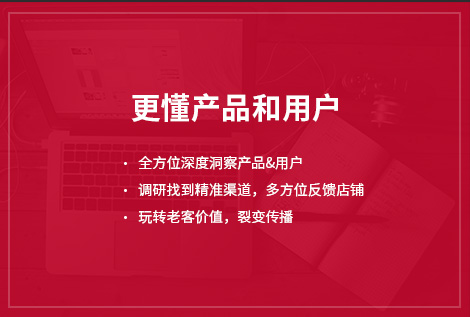 更懂产品和用户
· 全方位深度洞察产品&用户
· 调研找到精准渠道，多方位反馈店铺
· 玩转老客价值，裂变传播